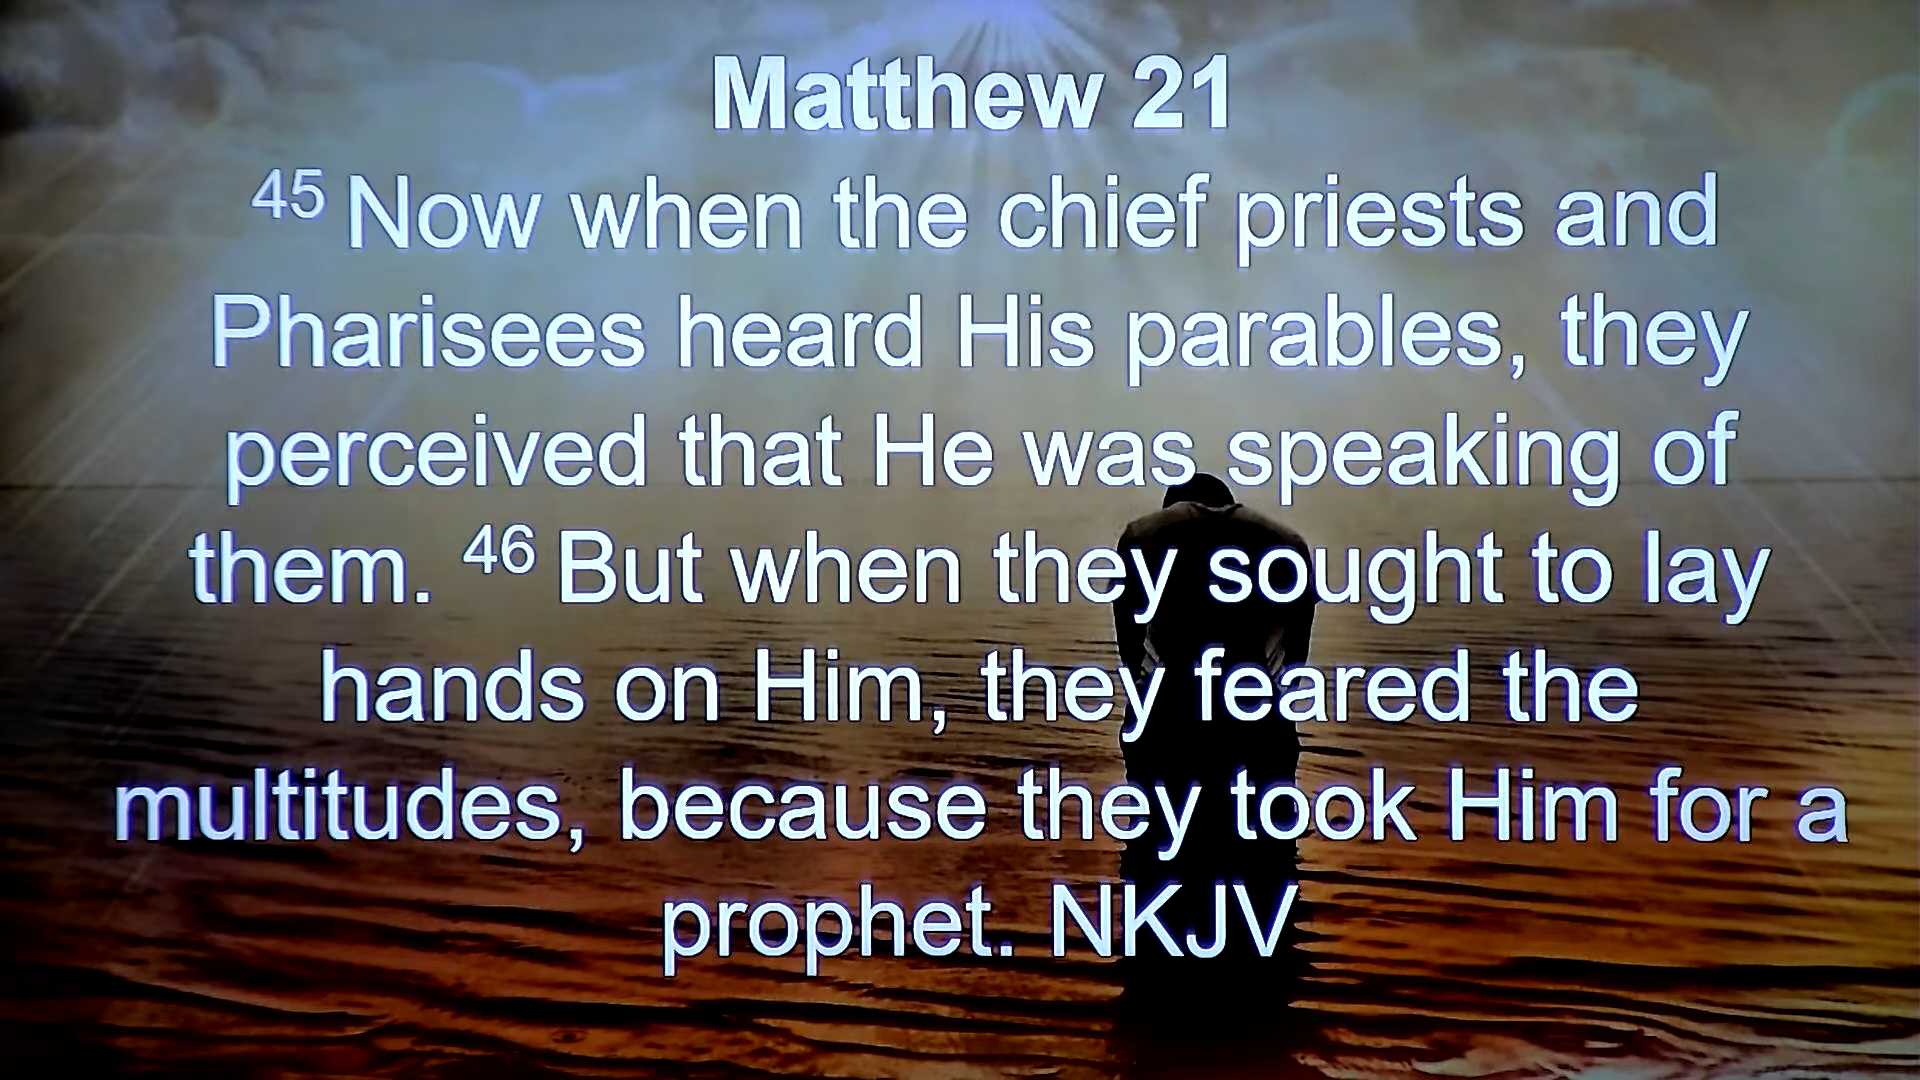 Matthew 21
45 Now when the chief priests and
Pharisees heard His parables, they
perceived that He was speaking of
them. 46 But when they sought to lay
hands on Him, they feared the
multitudes, because they took Him for a
prophet. NKJV